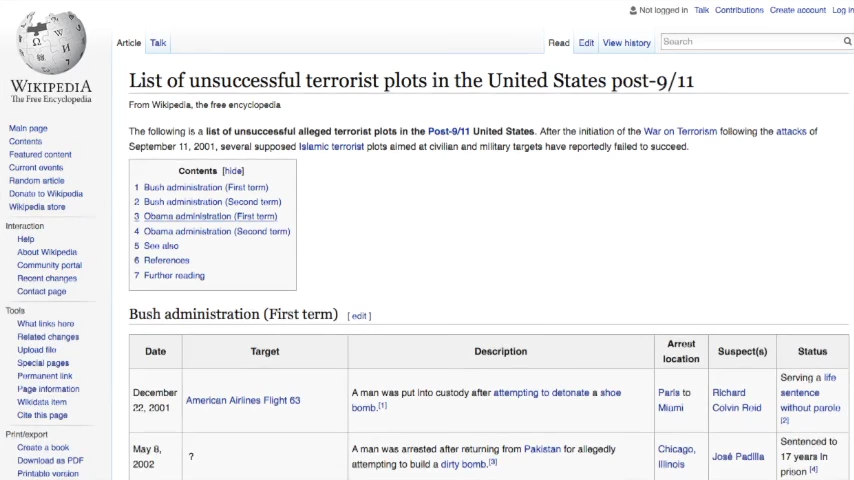 Not logged in Talk Contributions Create account Log in
WIKIPEDIA
The Free Encyclopedia
Article Talk
Read Edit View history Search
List of unsuccessful terrorist plots in the United States post-9/11
From Wikipedia, the free encyclopedia
The following is a list of unsuccessful alleged terrorist plots in the Post-9/11 United States. After the initiation of the War on Terrorism following the attacks of
September 11, 2001, several supposed Islamic terrorist plots aimed at civilian and military targets have reportedly failed to succeed.
Contents [hide]
1 Bush administration (First term)
2 Bush administration (Second term)
3 Obama administration (First term)
4 Obama administration (Second term)
5 See also
6 References
7 Further reading
Main page
Contents
Featured content
Current events
Random article
Donate to Wikipedia
Wikipedia store
Interaction
Help
About Wikipedia
Community portal
Recent changes
Contact page
Tools
What links here
Related changes
Upload file
Special pages
Permanent link
Page information
Wikidata item
Cite this page
Print/export
Create a book
Download as PDF
Printable version
Bush administration (First term) [ edit ]
Date Target Description Arrest location Suspect(s) Status
December 22, 2001
American Airlines Flight 63
A man was put into custody after attempting to detonate a shoe
bomb.[1]
Paris to
Miami
Richard
Colvin Reid
Serving a life
sentence
without parole
[2]
May 8,
2002
?
A man was arrested after returning from Pakistan for allegedly
attempting to build a dirty bomb.[3]
Chicago,
Illinois
José Padilla
Sentenced to
17 years in
prison [4]